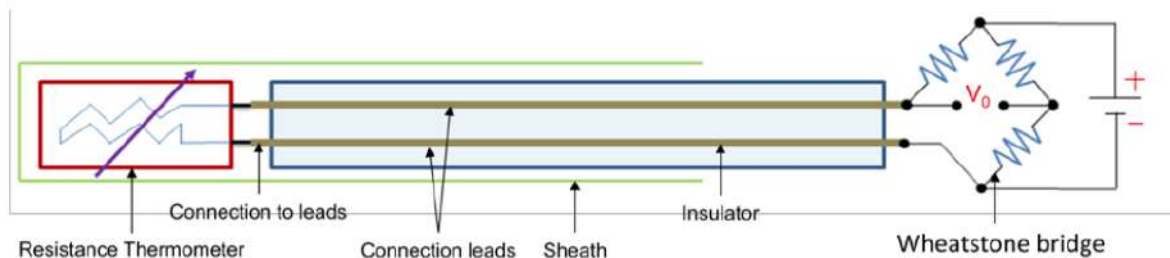 V₀
+
−
Connection to leads
Insulator
Resistance Thermometer
Connection leads
Sheath
Wheatstone bridge